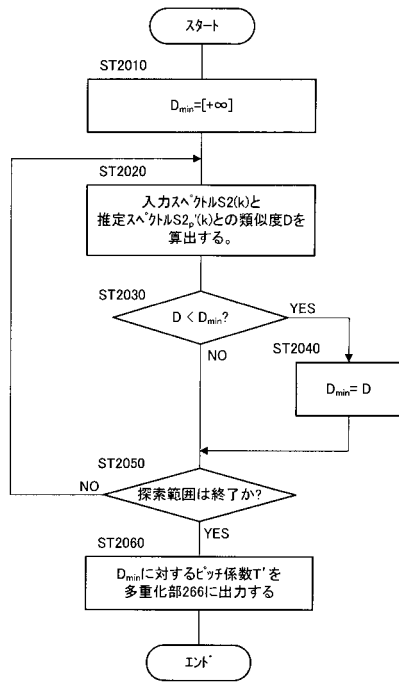 スタート
ST2010
Dmin=[+∞]
ST2020
入力スペクトルS2(k)と
推定スペクトルS2p'(k)との類似度Dを
算出する。
ST2030
D < Dmin?
YES
NO
ST2040
Dmin= D
ST2050
探索範囲は終了か?
NO
YES
ST2060
Dminに対するピッチ係数T'を
多重化部266に出力する
エンド